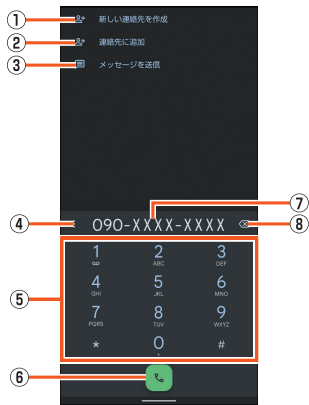 ① 新しい連絡先を作成
② 連絡先に追加
③ メッセージを送信
⑦
④ 090-XXXX-XXXX ⑧
1 2 3
ABC DEF
⑤
4 5 6
GHI JKL MNO
7 8 9
PQRS TUV WXYZ
* 0 #
+
⑥